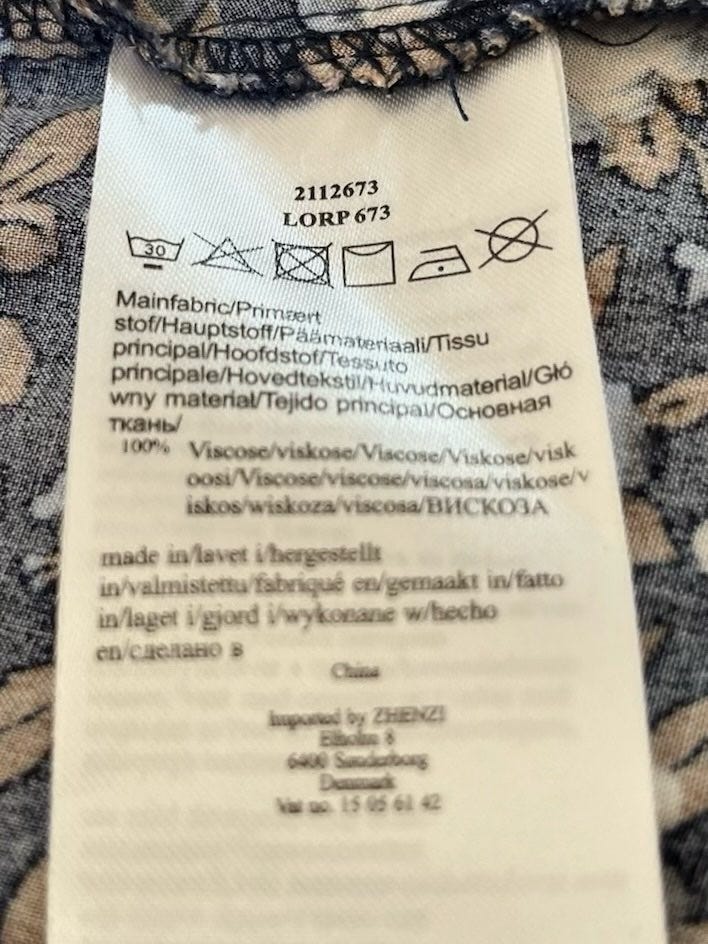 2112673
LORP 673
30
Mainfabric/Primært
stof/Hauptstoff/Päämateriaali/Tissu
principal/Hoofdstof/Tessuto
principale/Hovedtekstil/Huvudmaterial/Głó
wny material/Tejido principal/Основная
ткань/
100% Viscose/viskose/Viscose/Viskose/visk
oosi/Viscose/viscose/viscosa/viskose/v
iskos/wiskoza/viscosa/ВИСКОЗА
made in/lavet i/hergestellt
in/valmistettu/fabriqué en/gemaakt in/fatto
in/laget i/gjord i/wykonane w/hecho
en/сделано в
China
Imported by ZHENZI
Ellholm 8
6400 Sønderborg
Denmark
Vat no. 15 05 61 42